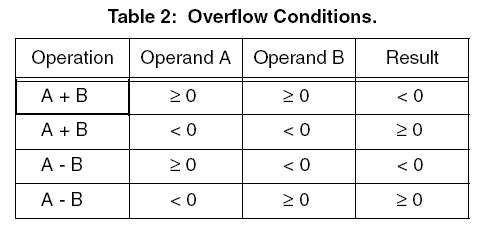 Table 2: Overflow Conditions.
Operation Operand A Operand B Result
A + B ≥ 0 ≥ 0 < 0
A + B < 0 < 0 ≥ 0
A - B ≥ 0 < 0 < 0
A - B < 0 ≥ 0 ≥ 0